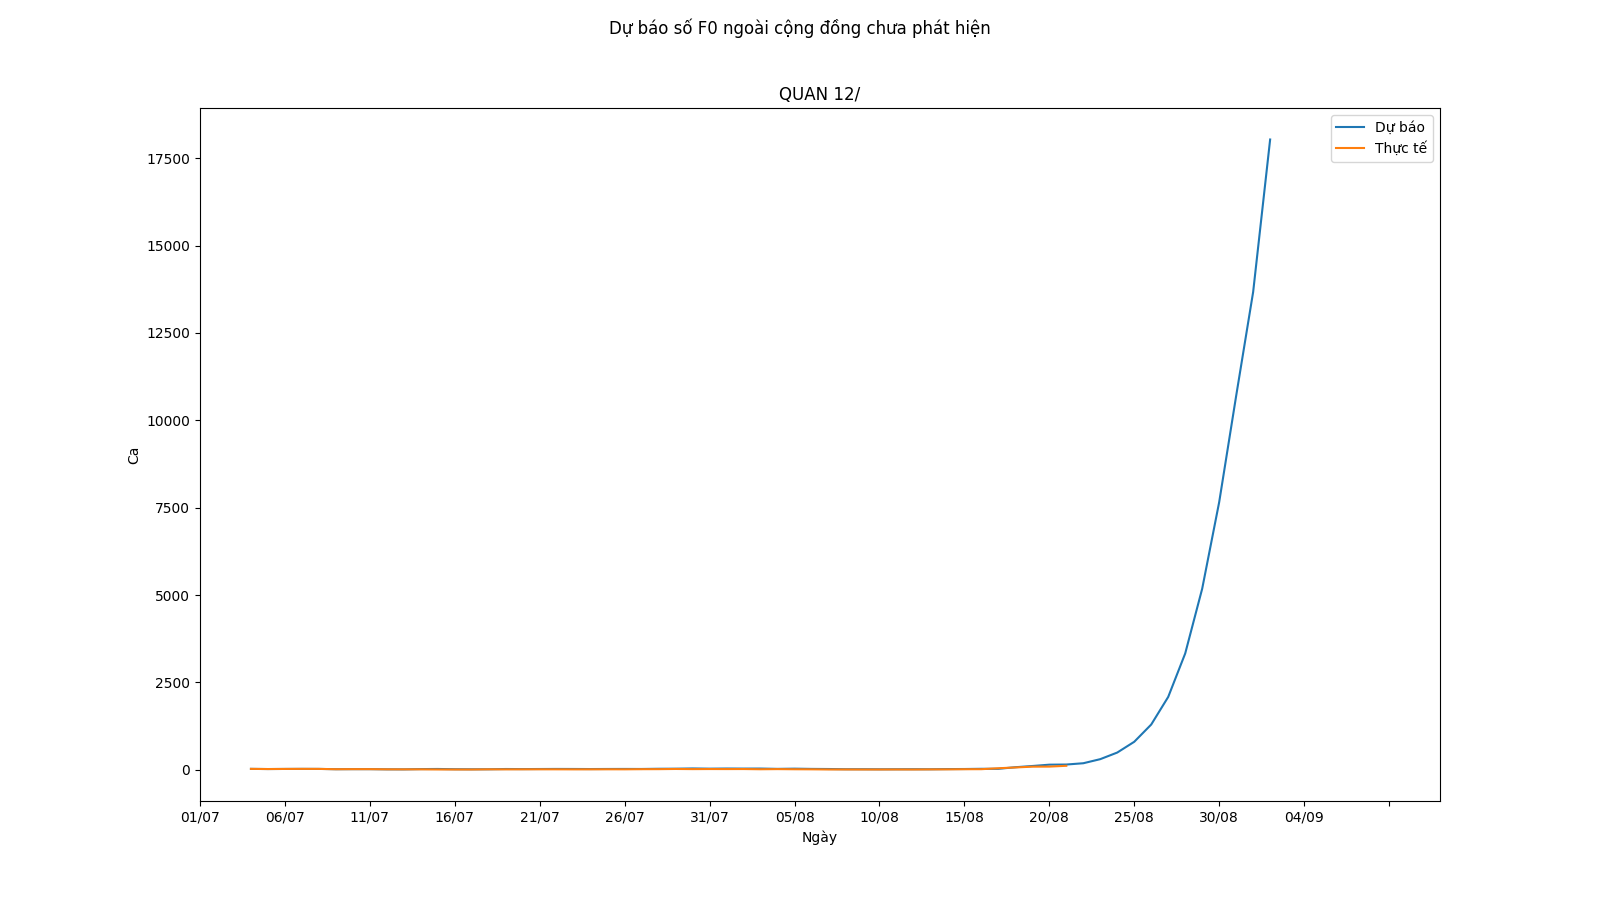 Dự báo số F0 ngoài cộng đồng chưa phát hiện
QUAN 12/
Dự báo
Thực tế
17500
15000
12500
10000
7500
5000
2500
0
Ca
01/07 06/07 11/07 16/07 21/07 26/07 31/07 05/08 10/08 15/08 20/08 25/08 30/08 04/09
Ngày